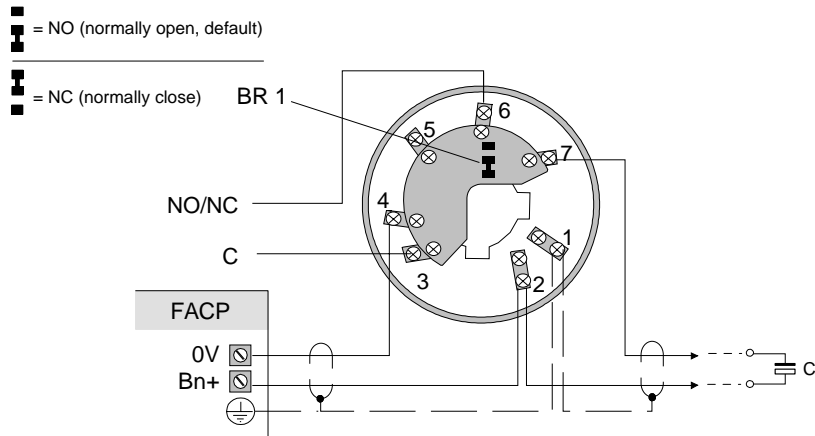 = NO (normally open, default)
= NC (normally close)
BR 1
6
5
7
NO/NC
4
1
C
3
2
FACP
0V
Bn+
C